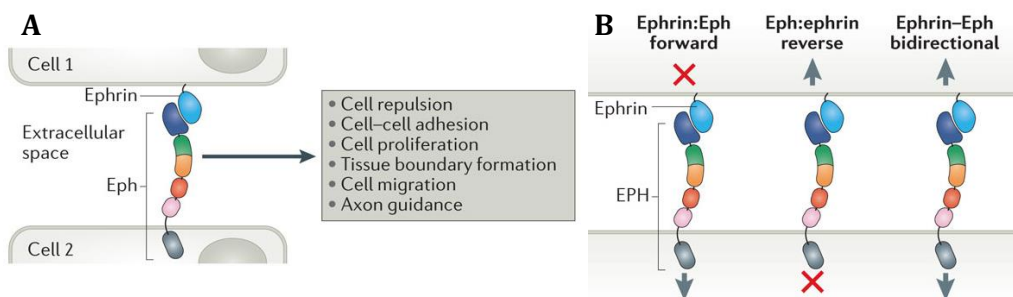 A
Cell 1
Ephrin
Extracellular
space
Eph
Cell 2
• Cell repulsion
• Cell–cell adhesion
• Cell proliferation
• Tissue boundary formation
• Cell migration
• Axon guidance
B
Ephrin:Eph
forward
Eph:ephrin
reverse
Ephrin–Eph
bidirectional
Ephrin
EPH